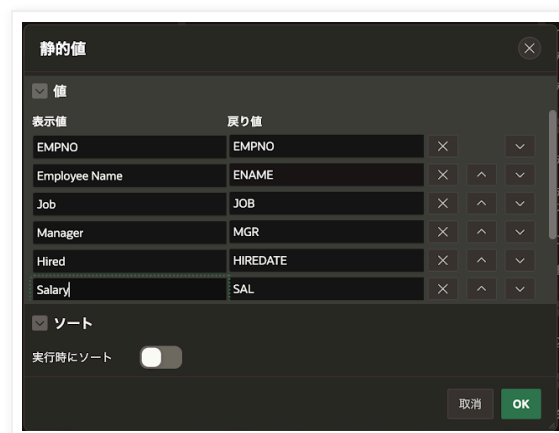 静的値
値
表示値 戻り値
EMPNO EMPNO
Employee Name ENAME
Job JOB
Manager MGR
Hired HIREDATE
Salary SAL
ソート
実行時にソート
取消 OK